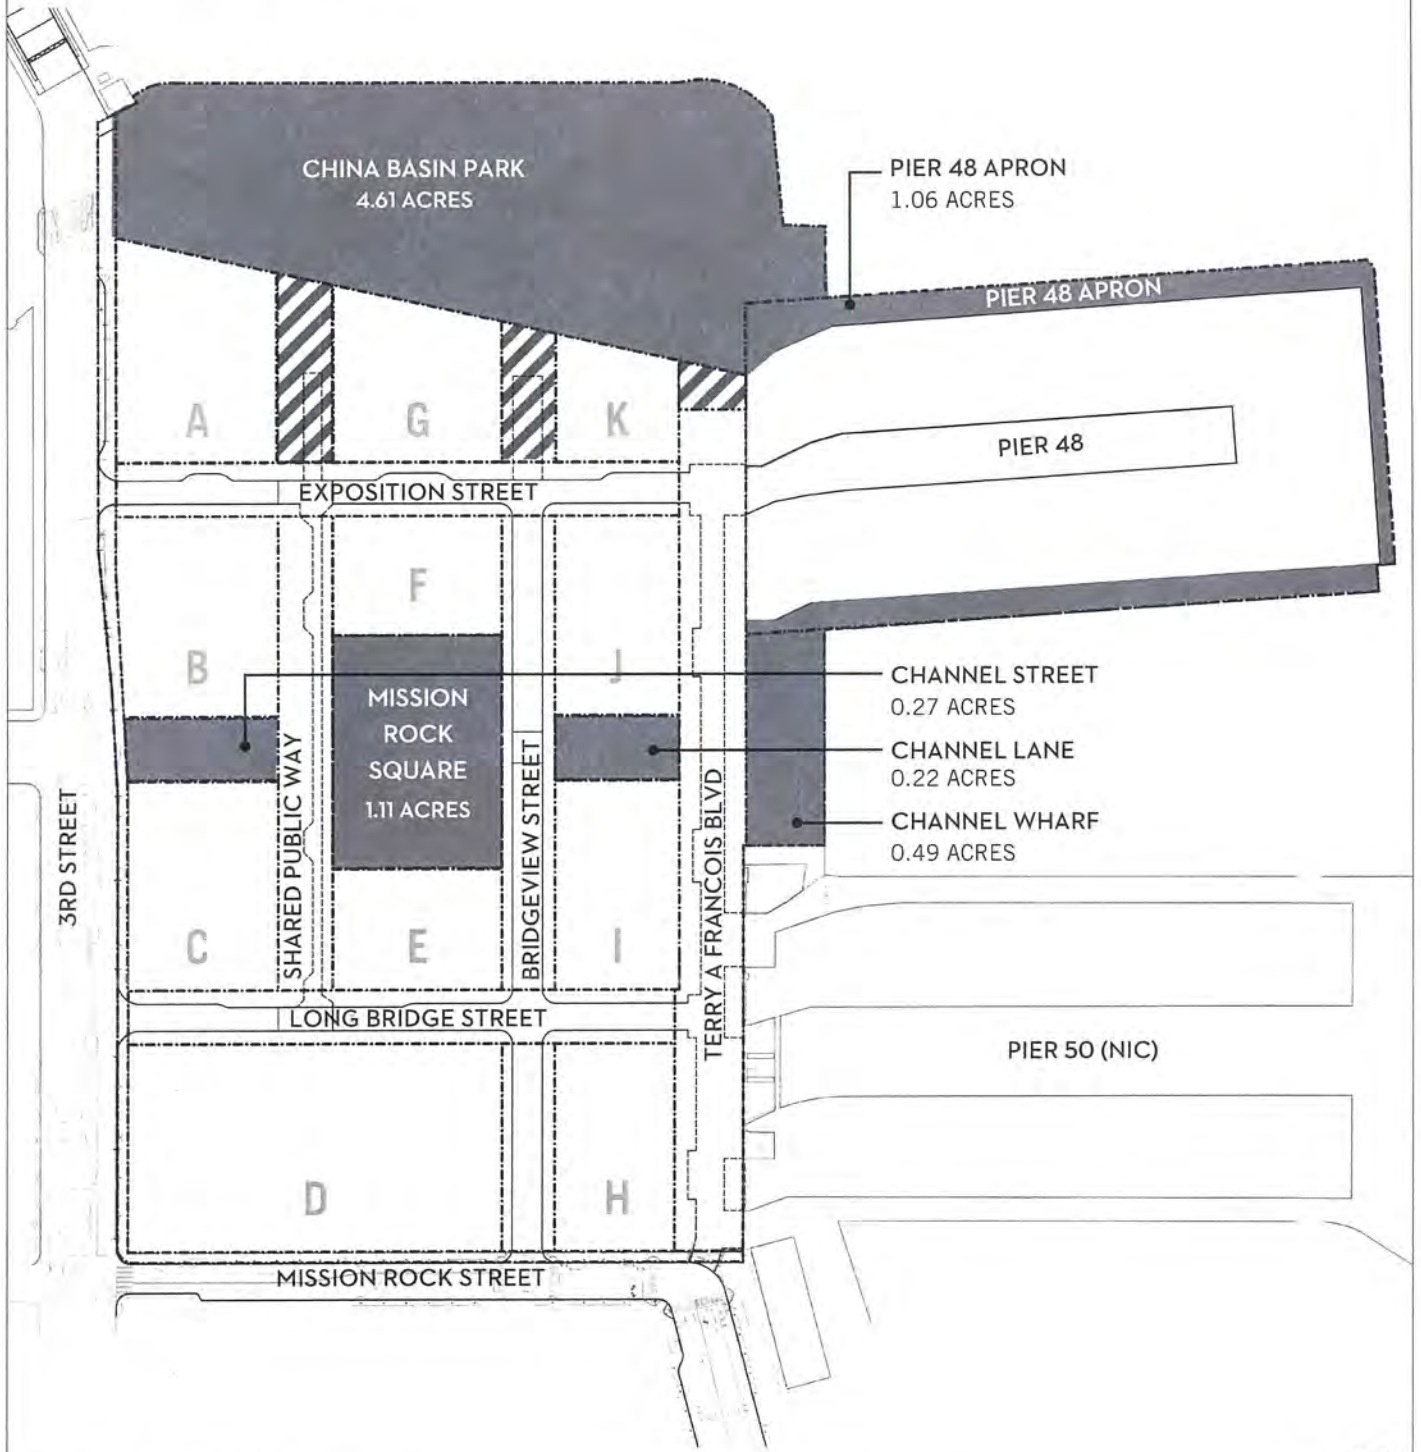 CHINA BASIN PARK
4.61 ACRES
PIER 48 APRON
1.06 ACRES
PIER 48 APRON
A
G
K
PIER 48
EXPOSITION STREET
F
B
J
MISSION
ROCK
SQUARE
1.11 ACRES
CHANNEL STREET
0.27 ACRES
CHANNEL LANE
0.22 ACRES
CHANNEL WHARF
0.49 ACRES
3RD STREET
SHARED PUBLIC WAY
BRIDGEVIEW STREET
TERRY A FRANCOIS BLVD
C
E
I
LONG BRIDGE STREET
PIER 50 (NIC)
D
H
MISSION ROCK STREET